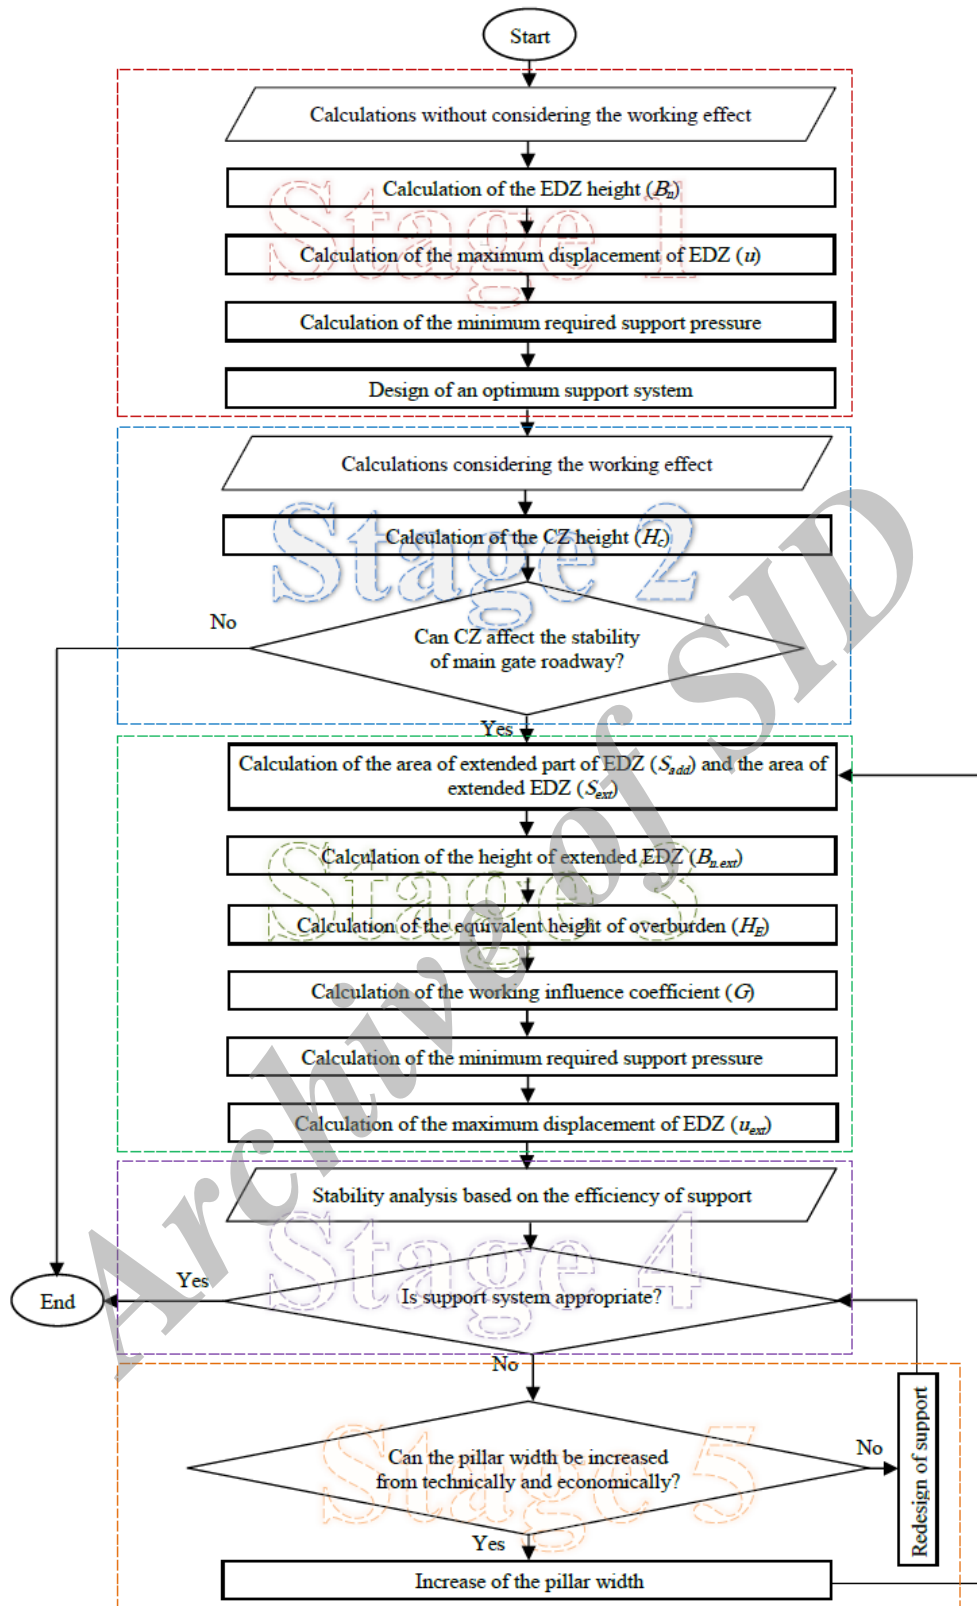 Start
Stage 1
Calculations without considering the working effect
Calculation of the EDZ height (Bn)
Calculation of the maximum displacement of EDZ (u)
Calculation of the minimum required support pressure
Design of an optimum support system
Stage 2
Calculations considering the working effect
Calculation of the CZ height (Hc)
Can CZ affect the stability
of main gate roadway?
No
Yes
Stage 3
Calculation of the area of extended part of EDZ (Sadd) and the area of
extended EDZ (Sext)
Calculation of the height of extended EDZ (Bn.ext)
Calculation of the equivalent height of overburden (HE)
Calculation of the working influence coefficient (G)
Calculation of the minimum required support pressure
Calculation of the maximum displacement of EDZ (uext)
Stage 4
Stability analysis based on the efficiency of support
Is support system appropriate?
Yes
End
No
Stage 5
Can the pillar width be increased
from technically and economically?
No
Redesign of support
Yes
Increase of the pillar width
Archive of SID